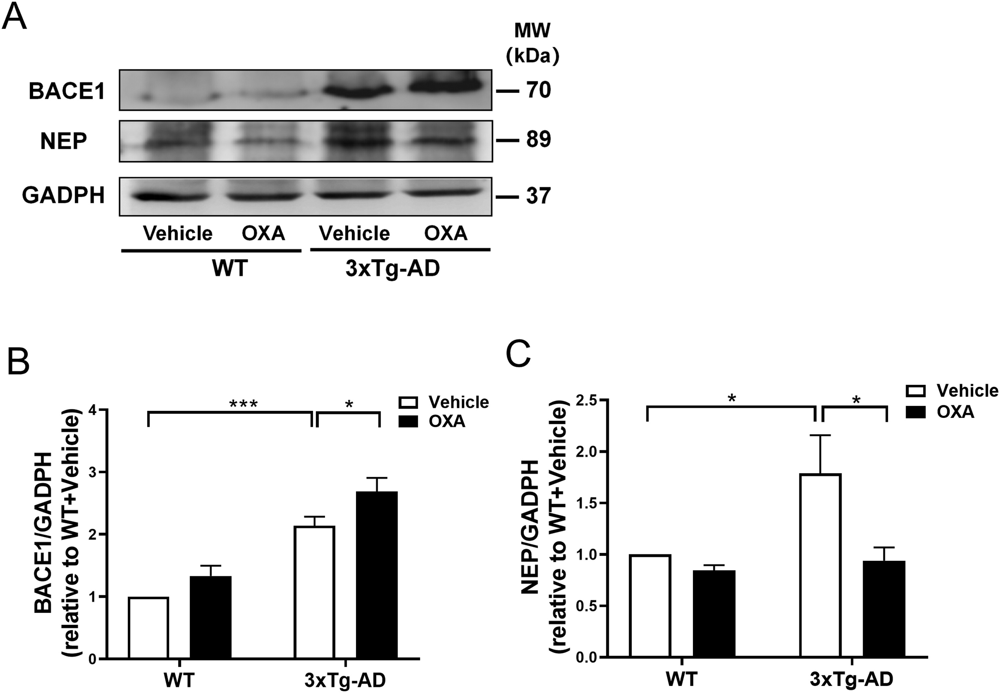 A
MW
(kDa)
BACE1
70
NEP
89
GADPH
37
Vehicle OXA Vehicle OXA
WT 3xTg-AD
B
BACE1/GADPH
(relative to WT+Vehicle)
4
3
2
1
0
***
*
Vehicle
OXA
WT 3xTg-AD
C
NEP/GADPH
(relative to WT+Vehicle)
2.5
2.0
1.5
1.0
0.5
0.0
*
*
Vehicle
OXA
WT 3xTg-AD